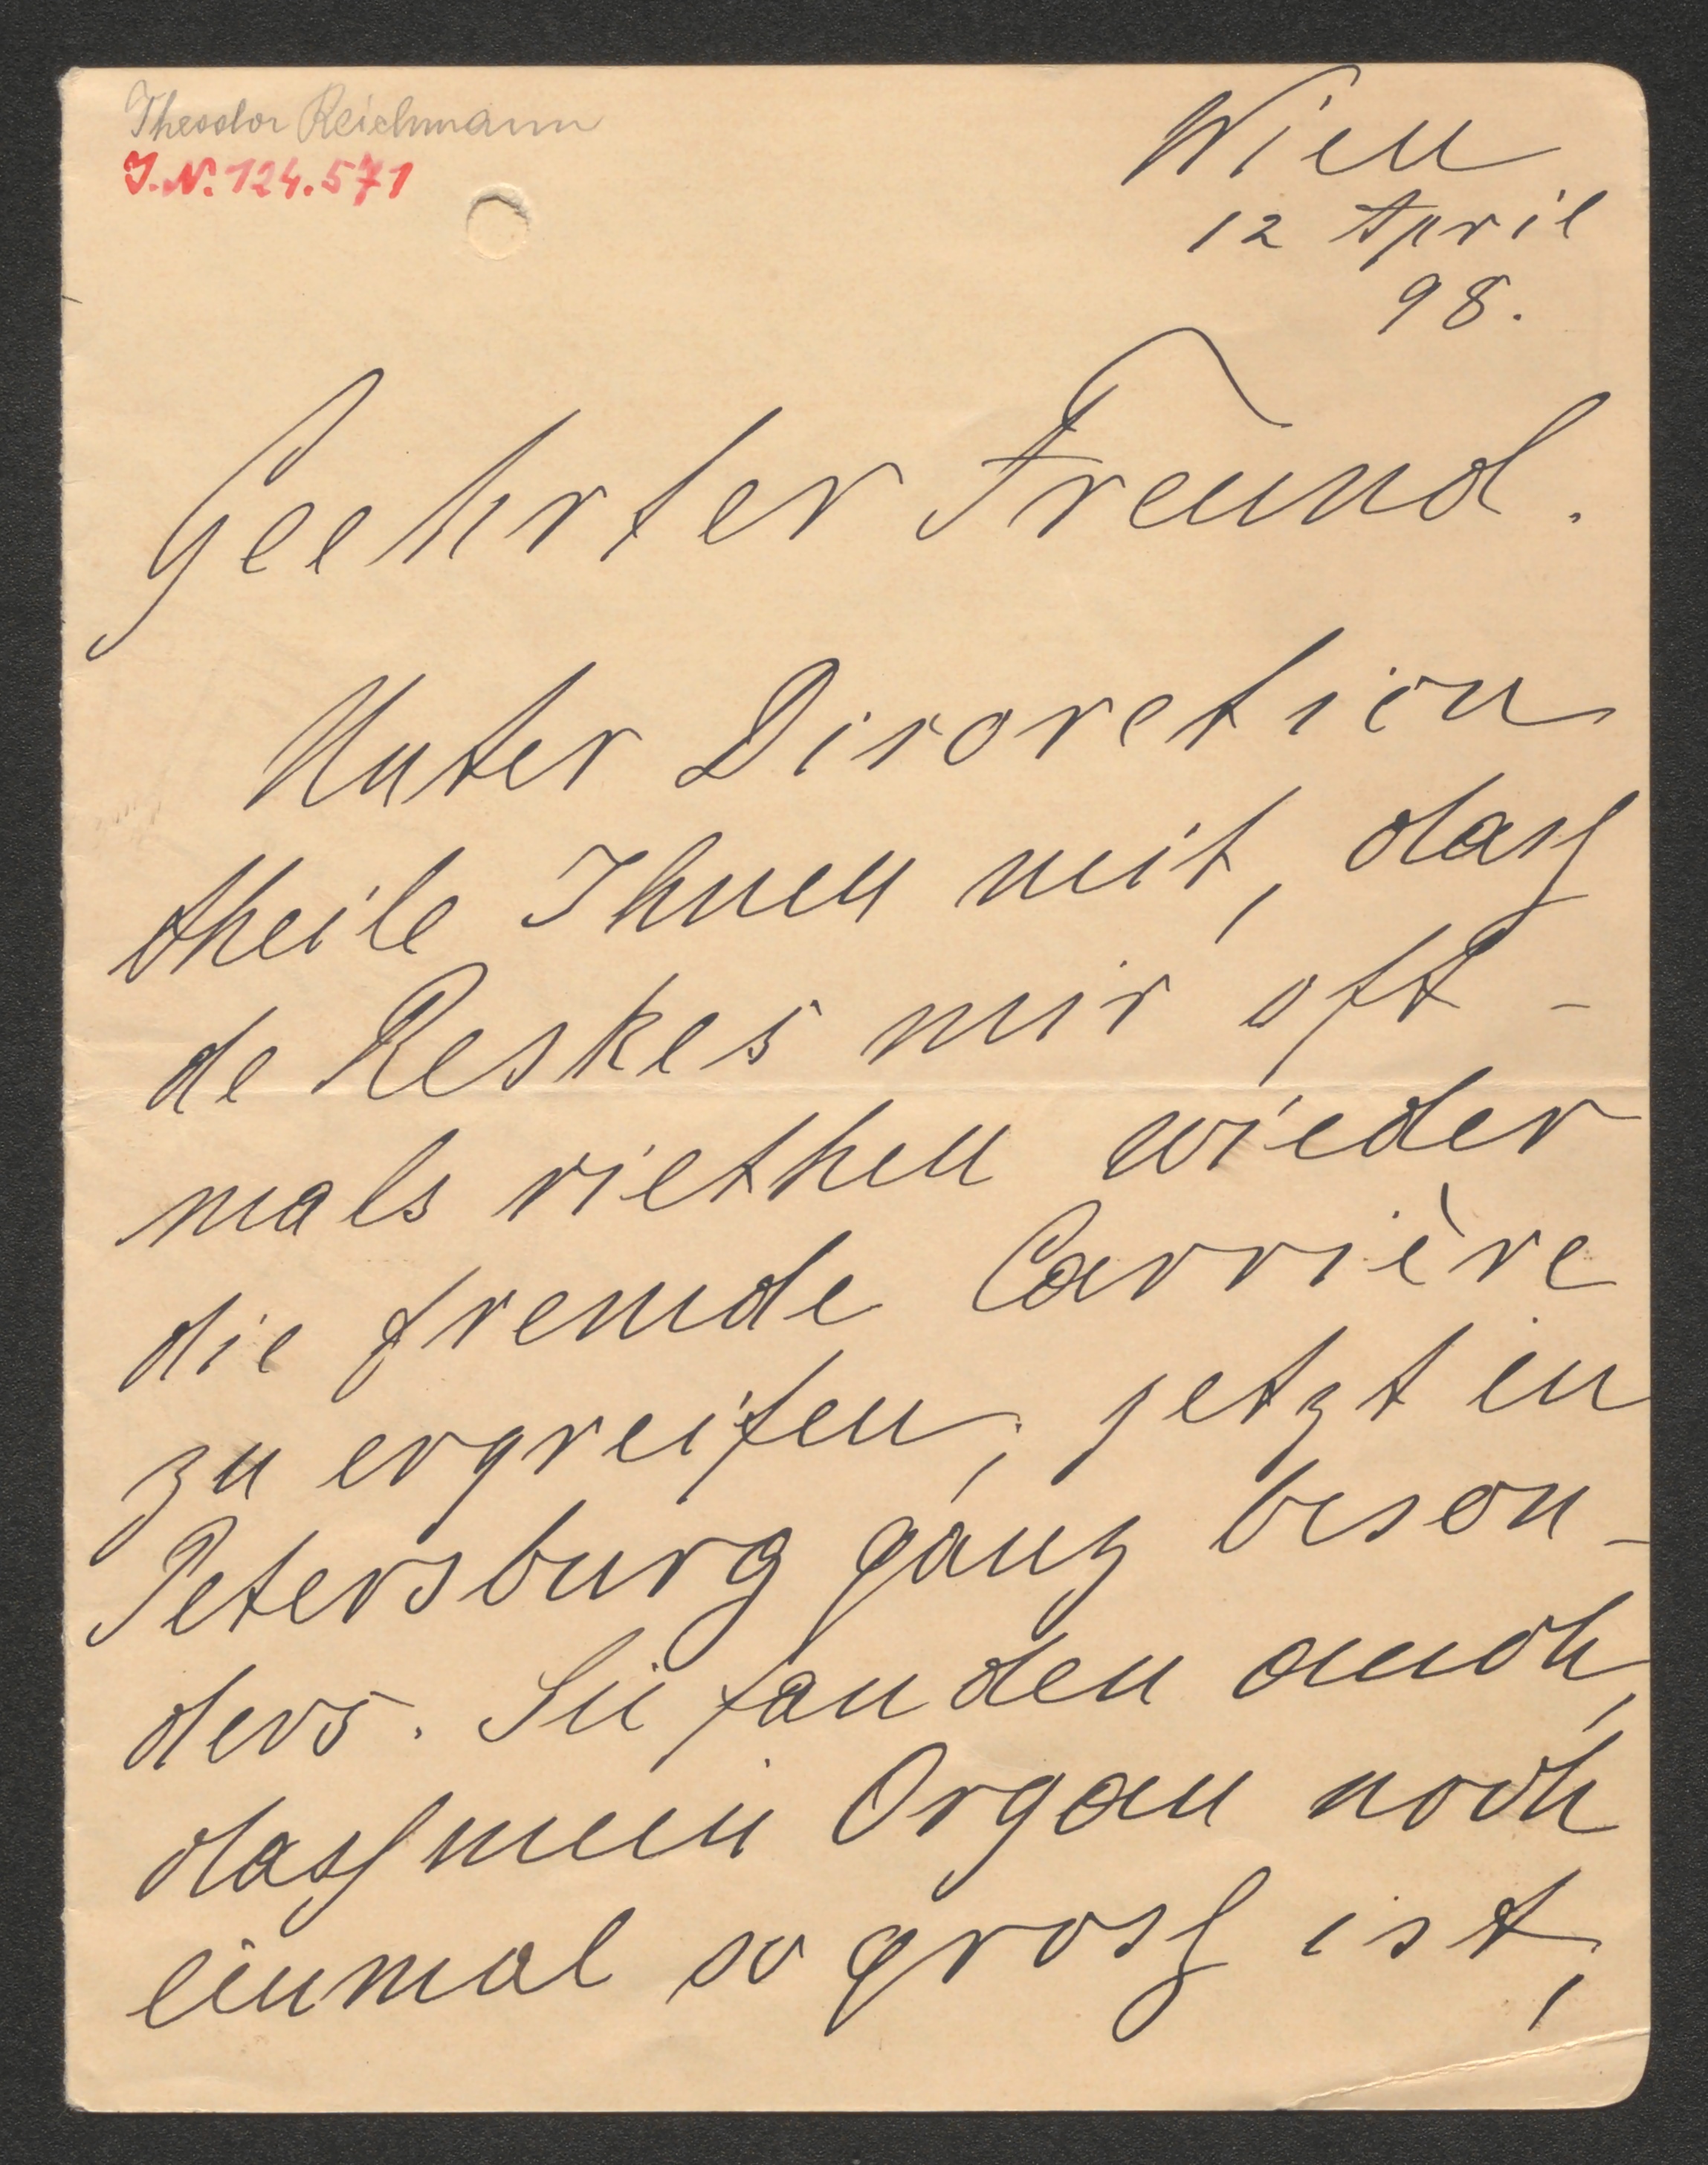 Theodor Reichmann
I.N. 124.571
Wien
12 April
98.
Geehrter Freund.
Unter Discretion
theile Ihnen mit, dass
de Reskes mir oft-
mals riethen wieder
die fremde Carrière
zu ergreifen, jetzt in
Petersburg ganz beson-
ders. Sie fanden auch,
dass mein Organ noch
einmal so gross ist,